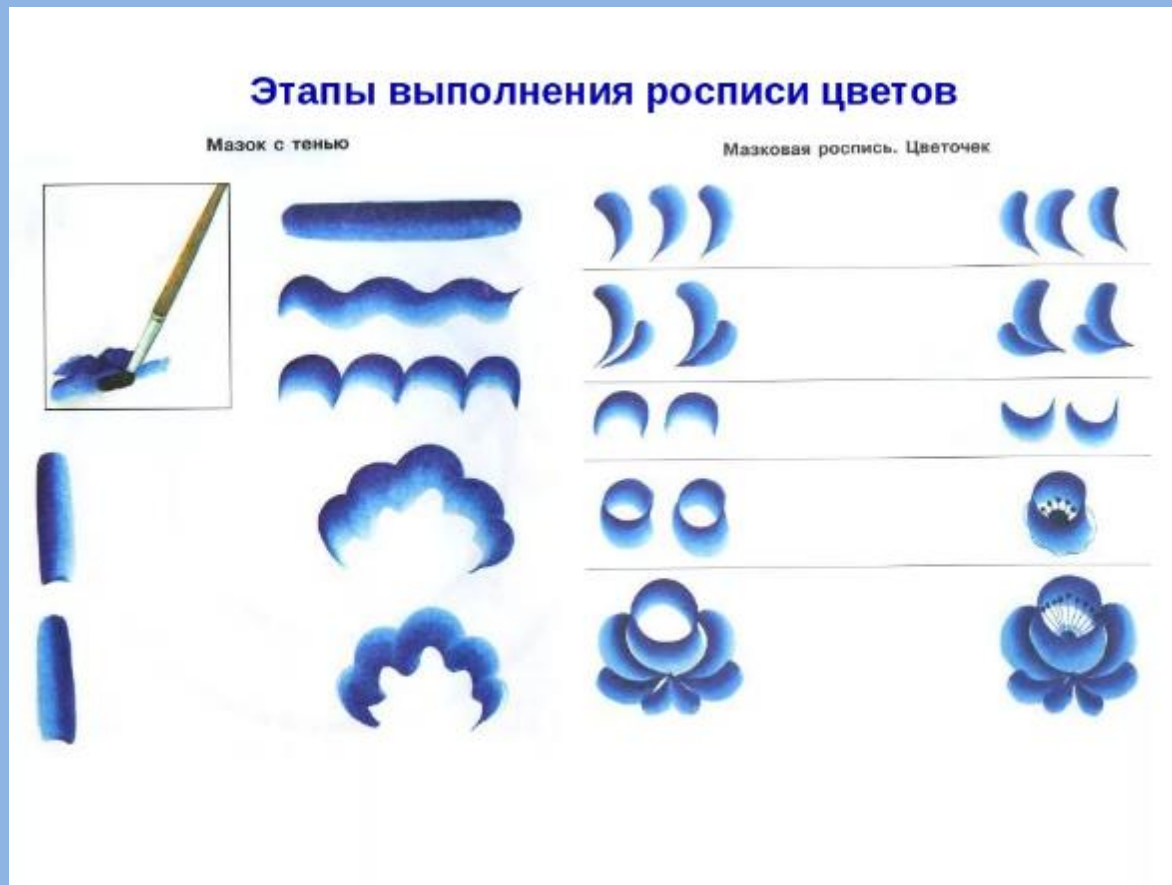 Этапы выполнения росписи цветов
Мазок с тенью
Мазковая роспись. Цветочек